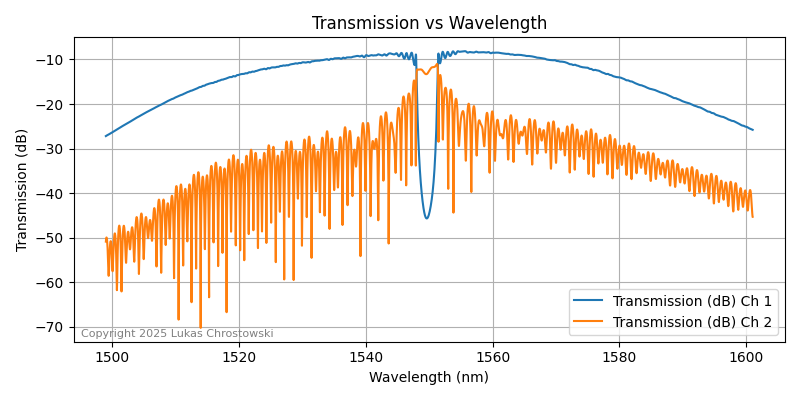 Transmission vs Wavelength
Transmission (dB)
−10
−20
−30
−40
−50
−60
−70
Copyright 2025 Lukas Chrostowski
Transmission (dB) Ch 1
Transmission (dB) Ch 2
1500 1520 1540 1560 1580 1600
Wavelength (nm)